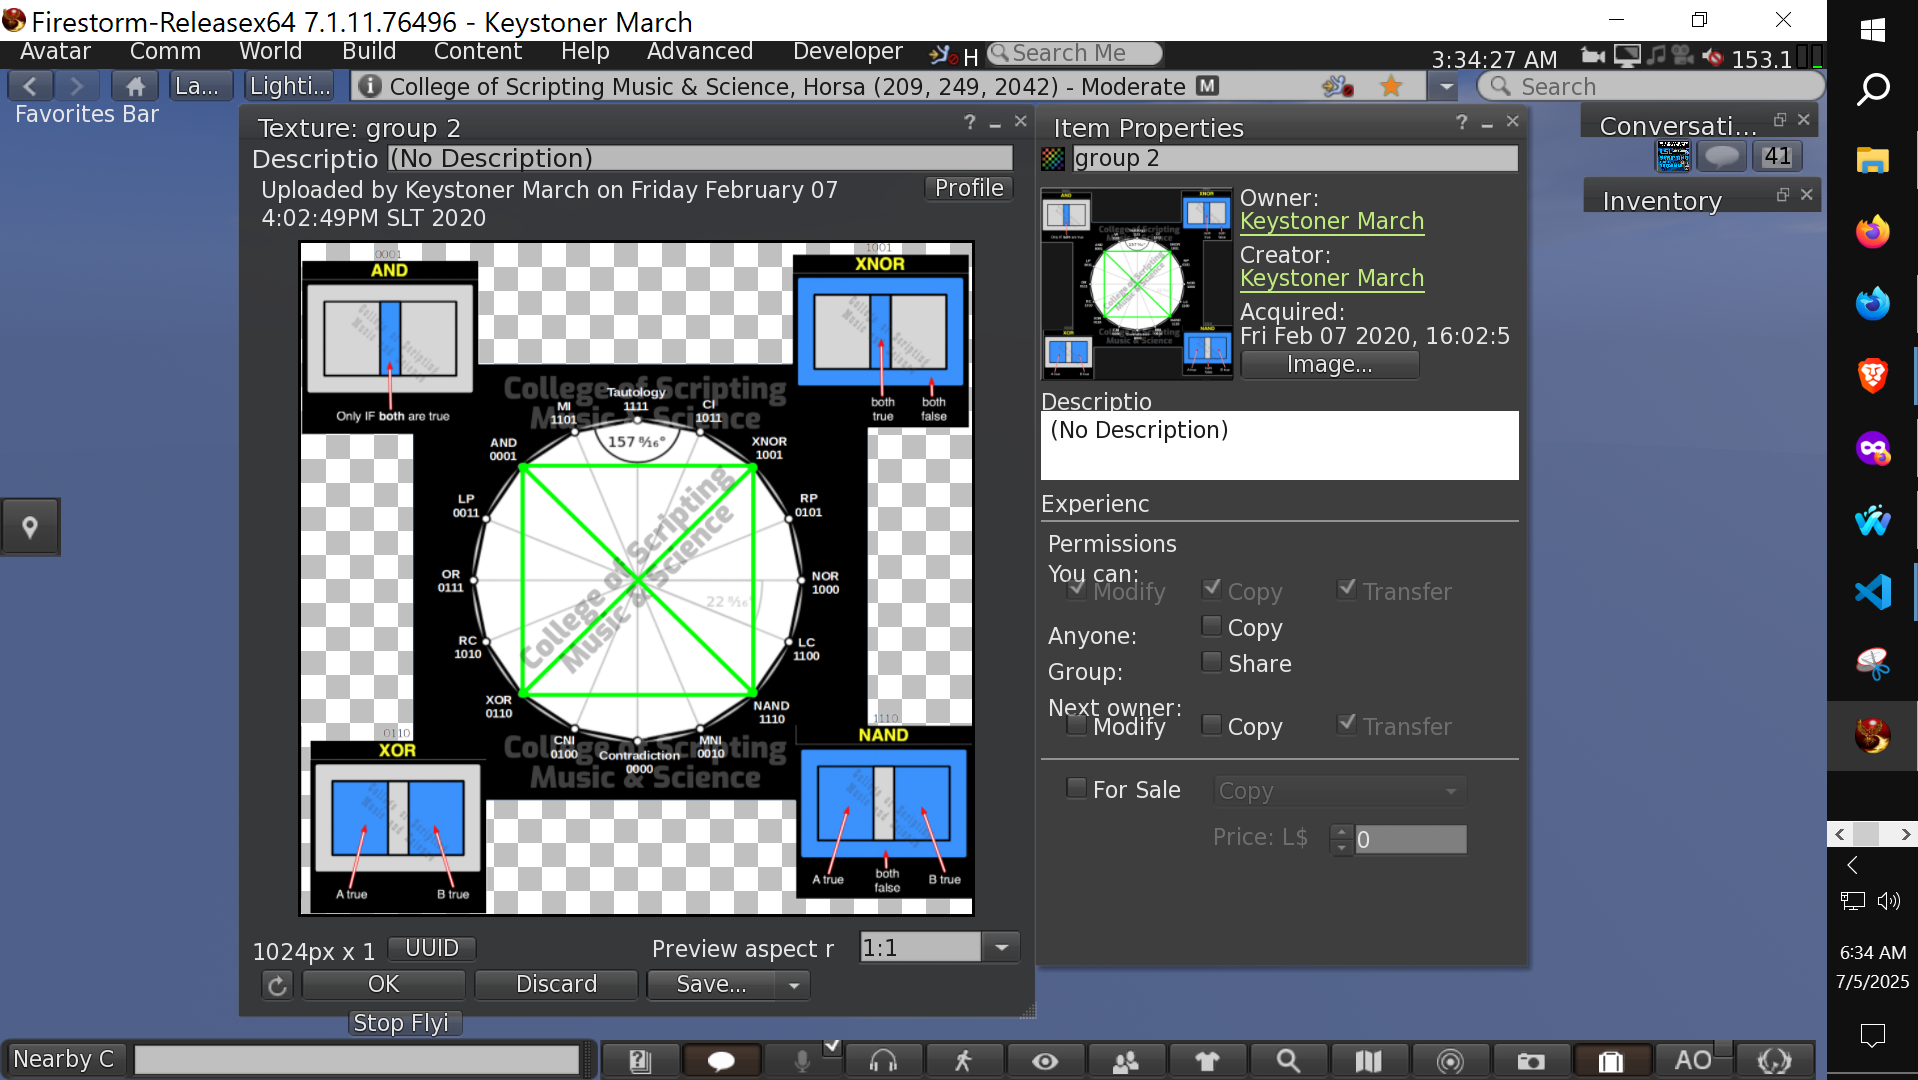 Firestorm-Releasex64 7.1.11.76496 - Keystoner March
Avatar Comm World Build Content Help Advanced Developer H Search Me 3:34:27 AM 153.1
La... Lighti... College of Scripting Music & Science, Horsa (209, 249, 2042) - Moderate M Search
Favorites Bar
Texture: group 2
Descriptio (No Description)
Uploaded by Keystoner March on Friday February 07
4:02:49PM SLT 2020
Profile
0001
AND
Only IF both are true
1001
XNOR
both
true
both
false
College of Scripting
Music & Science
Tautology
1111
MI
1101
CI
1011
157 8⁄16°
AND
0001
XNOR
1001
LP
0011
RP
0101
OR
0111
NOR
1000
22 8⁄16°
RC
1010
LC
1100
XOR
0110
NAND
1110
CNI
0100
MNI
0010
Contradiction
0000
College of Scripting
Music & Science
College of Scripting
Music & Science
0110
XOR
A true
B true
1110
NAND
A true
both
false
B true
1024px x 1 UUID Preview aspect r 1:1
OK Discard Save...
Stop Flyi
Item Properties
group 2
Owner:
Keystoner March
Creator:
Keystoner March
Acquired:
Fri Feb 07 2020, 16:02:5
Image...
Descriptio
(No Description)
Experienc
Permissions
You can:
Modify Copy Transfer
Anyone: Copy
Group: Share
Next owner:
Modify Copy Transfer
For Sale Copy
Price: L$ 0
Conversati...
41
Inventory
Nearby C
AO
6:34 AM
7/5/2025